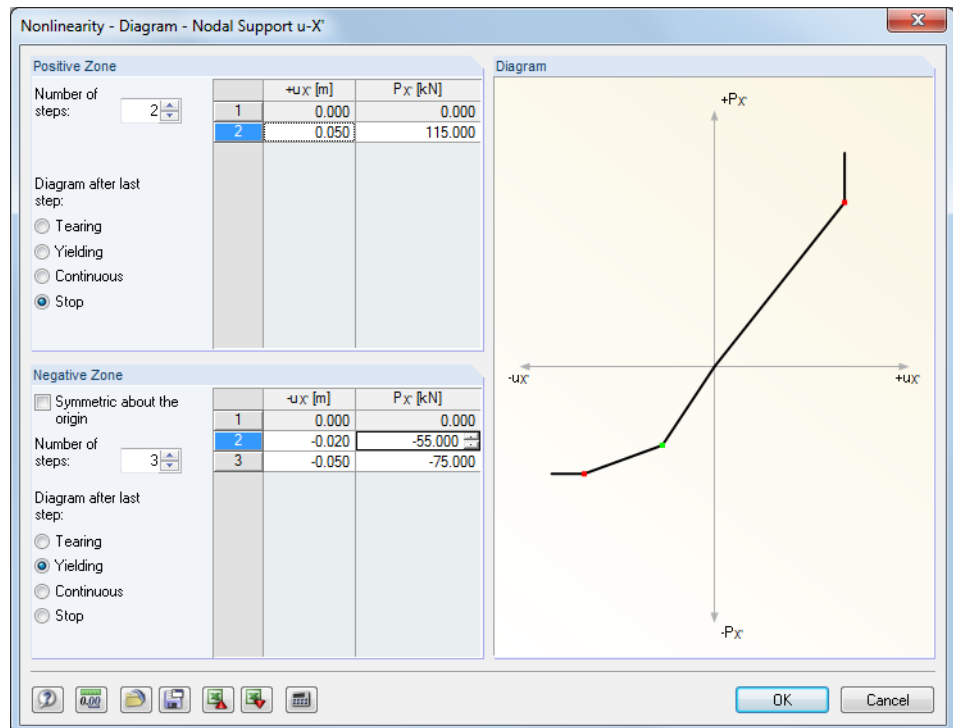 Nonlinearity - Diagram - Nodal Support u-X'
Positive Zone
Number of
steps:
2
+ux' [m] Px' [kN]
1 0.000 0.000
2 0.050 115.000
Diagram after last
step:
Tearing
Yielding
Continuous
Stop
Negative Zone
Symmetric about the
origin
Number of
steps:
3
-ux' [m] Px' [kN]
1 0.000 0.000
2 -0.020 -55.000
3 -0.050 -75.000
Diagram after last
step:
Tearing
Yielding
Continuous
Stop
Diagram
+Px'
-ux'
+ux'
-Px'
0.00
OK
Cancel